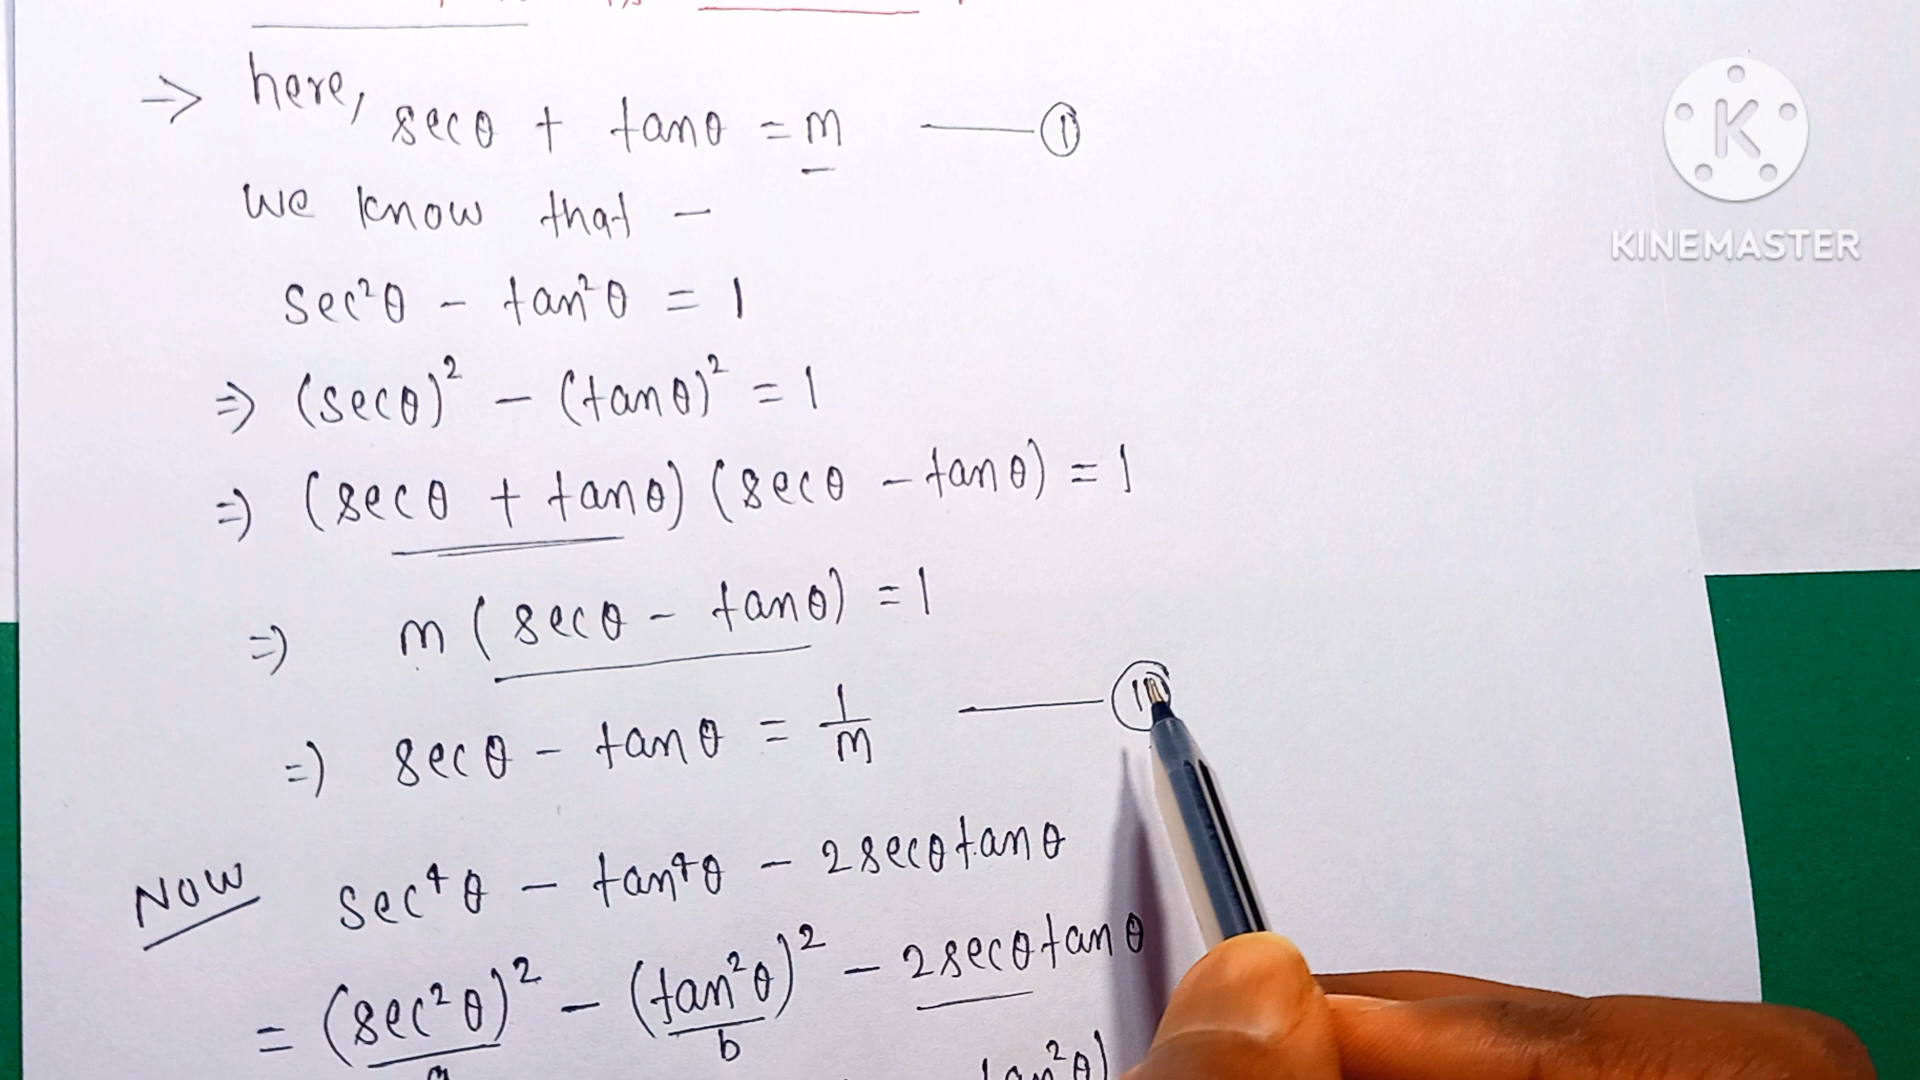 → here, secθ + tanθ = m —— ①
we know that –
sec²θ – tan²θ = 1
⇒ (secθ)² – (tanθ)² = 1
⇒ (secθ + tanθ) (secθ – tanθ) = 1
⇒ m (secθ – tanθ) = 1
⇒ secθ – tanθ = 1/m —— ⑪
Now sec⁴θ – tan⁴θ – 2secθtanθ
= (sec²θ)² – (tan²θ)² – 2secθtanθ
b
tan²θ)
K
KINEMASTER